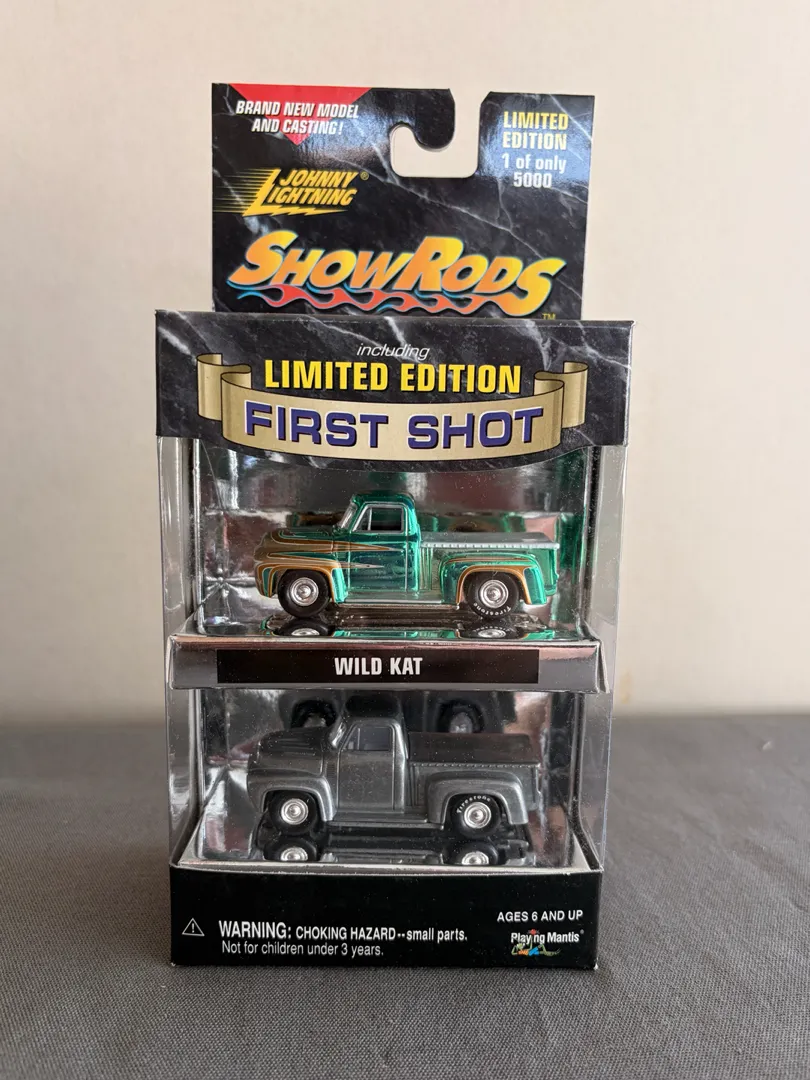 BRAND NEW MODEL
AND CASTING!
LIMITED
EDITION
1 of only
5000
JOHNNY
LIGHTNING®
SHOWRODS
TM
including
LIMITED EDITION
FIRST SHOT
Firestone
WILD KAT
Firestone
AGES 6 AND UP
WARNING: CHOKING HAZARD--small parts.
Not for children under 3 years.
Playing Mantis®